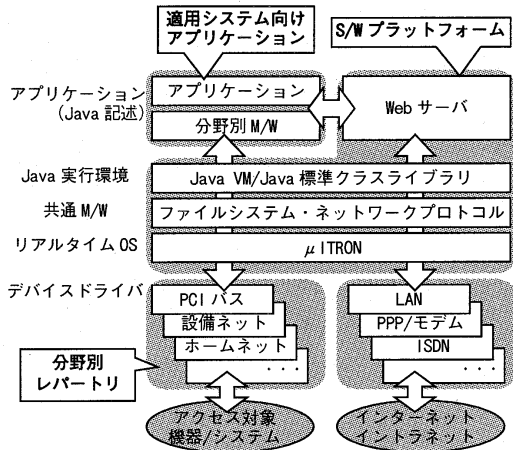 適用システム向け
アプリケーション
S/Wプラットフォーム
アプリケーション
(Java 記述)
アプリケーション
分野別 M/W
Web サーバ
Java 実行環境
Java VM/Java 標準クラスライブラリ
共通 M/W
ファイルシステム・ネットワークプロトコル
リアルタイム OS
μITRON
デバイスドライバ
PCI バス
設備ネット
ホームネット
・・・
LAN
PPP/モデム
ISDN
・・・
分野別
レパートリ
アクセス対象
機器/システム
インターネット
イントラネット